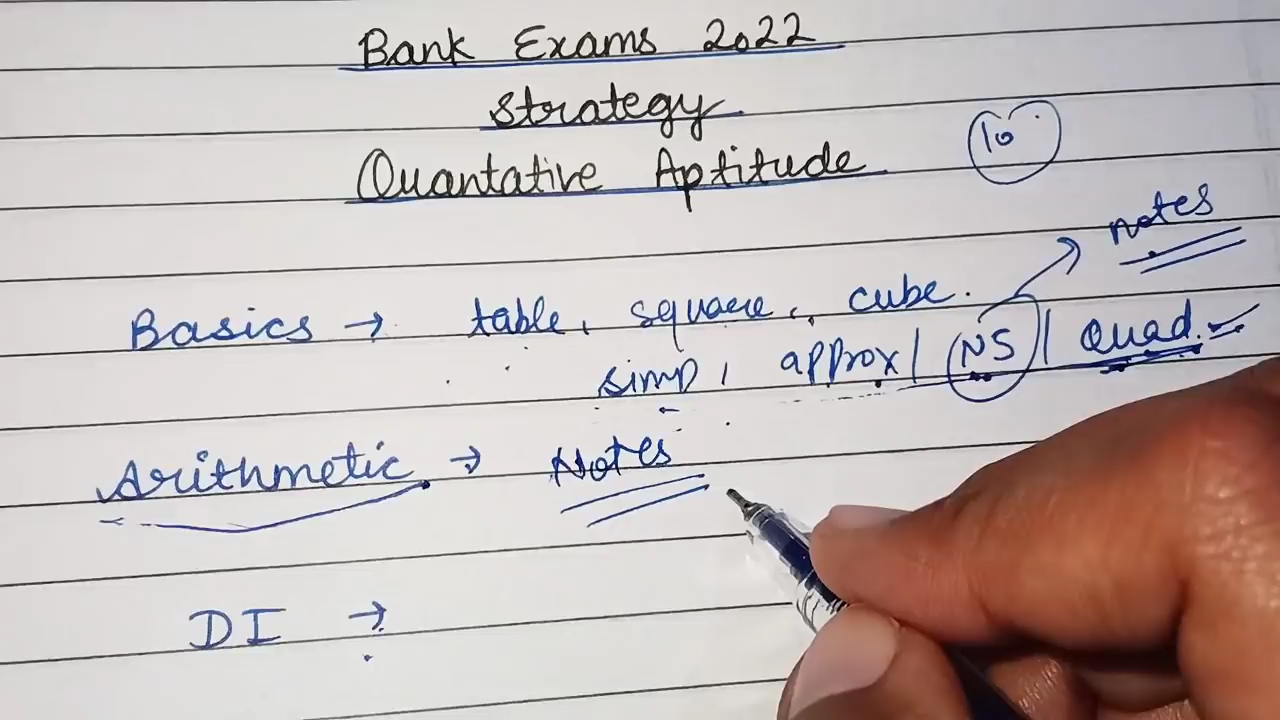 Bank Exams 2022
Strategy
Quantative Aptitude 10
notes
Basics → table, square, cube.
simp, approx / NS / Quad.
Arithmetic → Notes
DI →